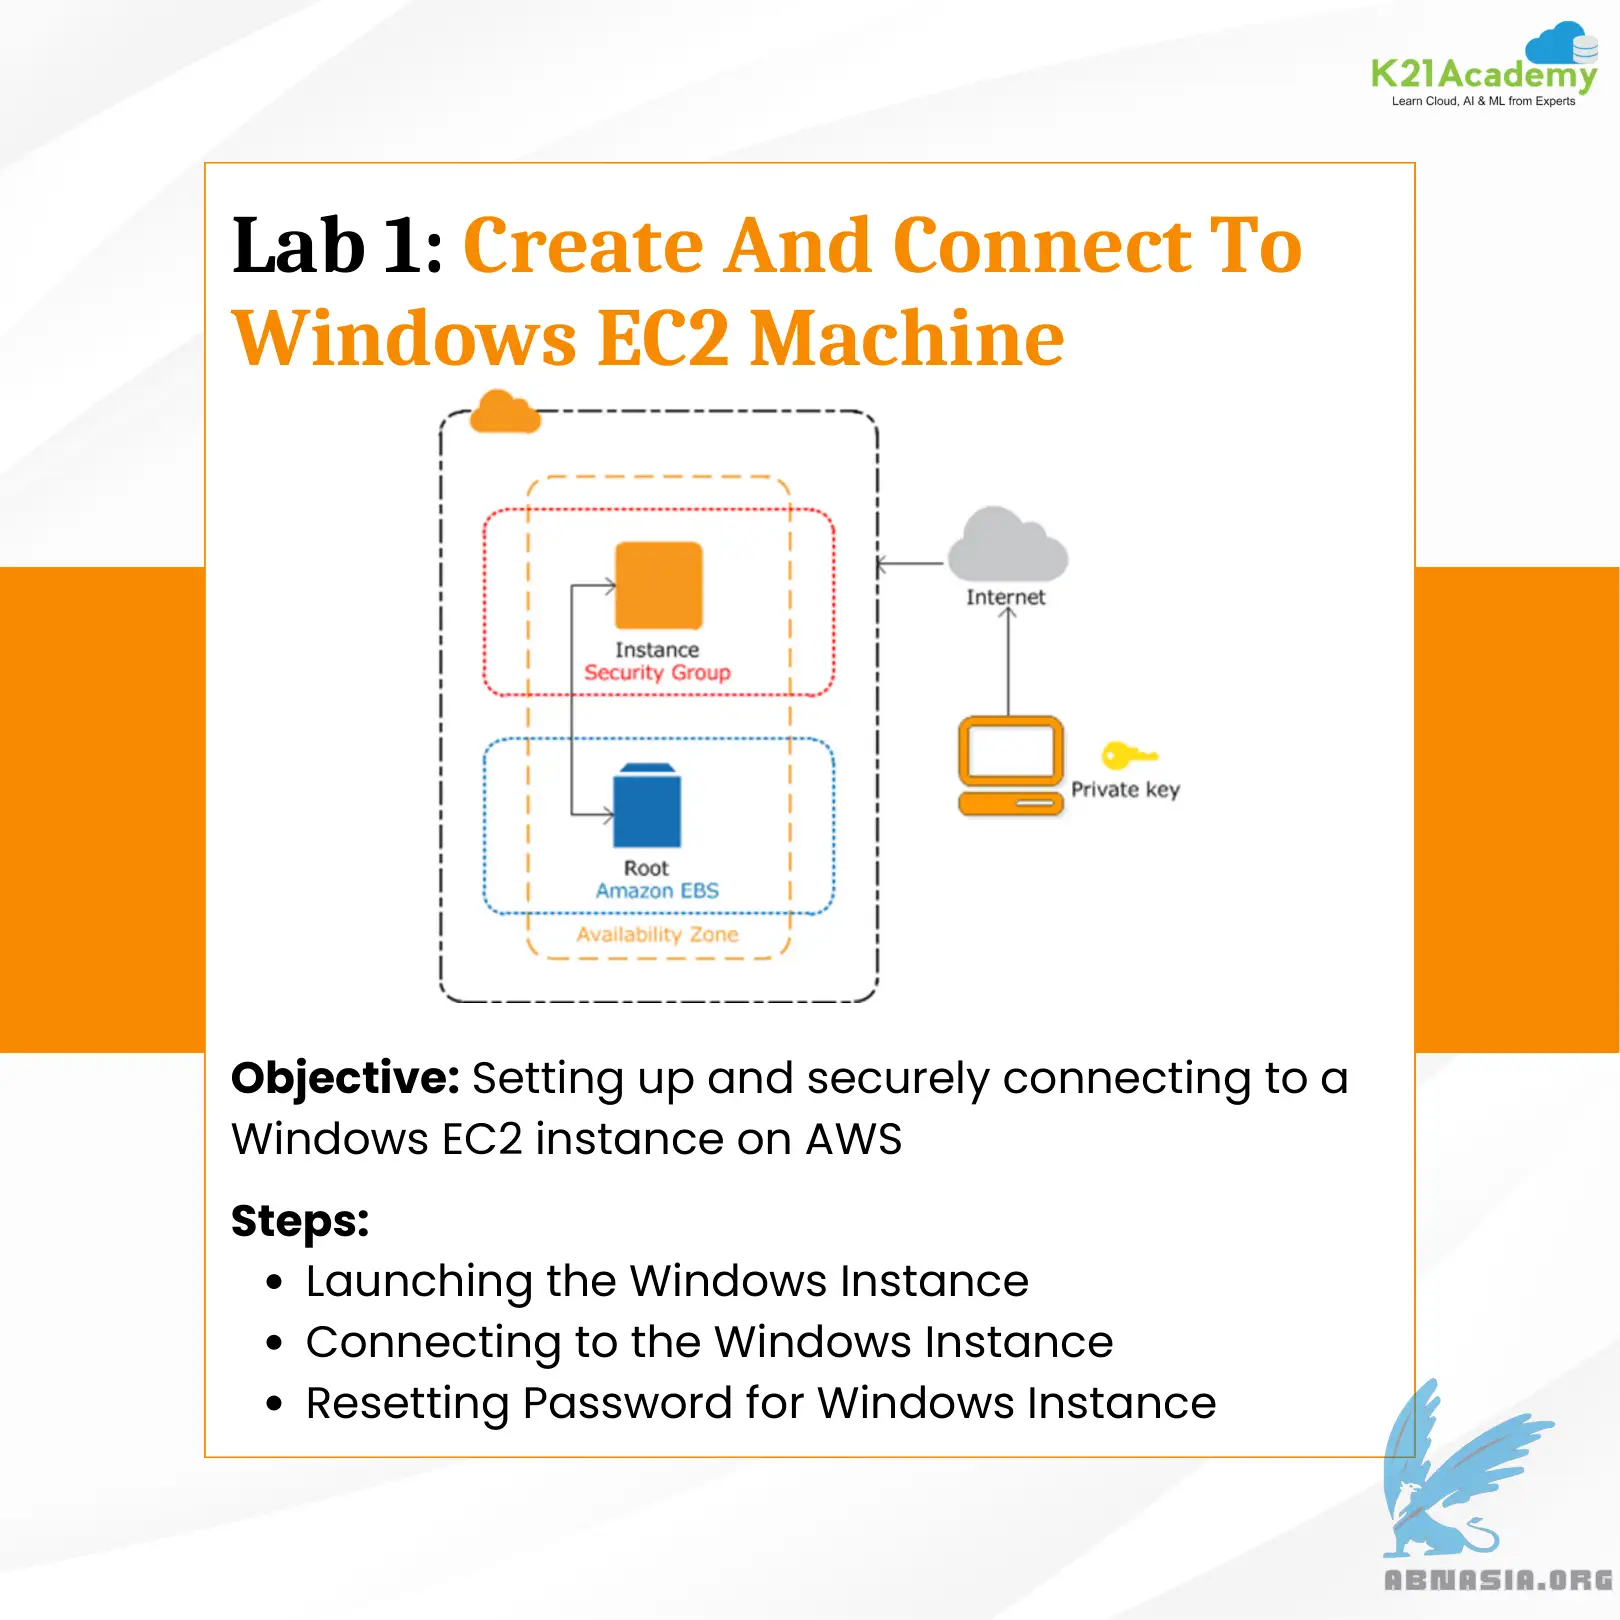 K21Academy
Learn Cloud, AI & ML from Experts
Lab 1: Create And Connect To
Windows EC2 Machine
Internet
Instance
Security Group
Private key
Root
Amazon EBS
Availability Zone
Objective: Setting up and securely connecting to a
Windows EC2 instance on AWS
Steps:
• Launching the Windows Instance
• Connecting to the Windows Instance
• Resetting Password for Windows Instance
ABNASIA.ORG